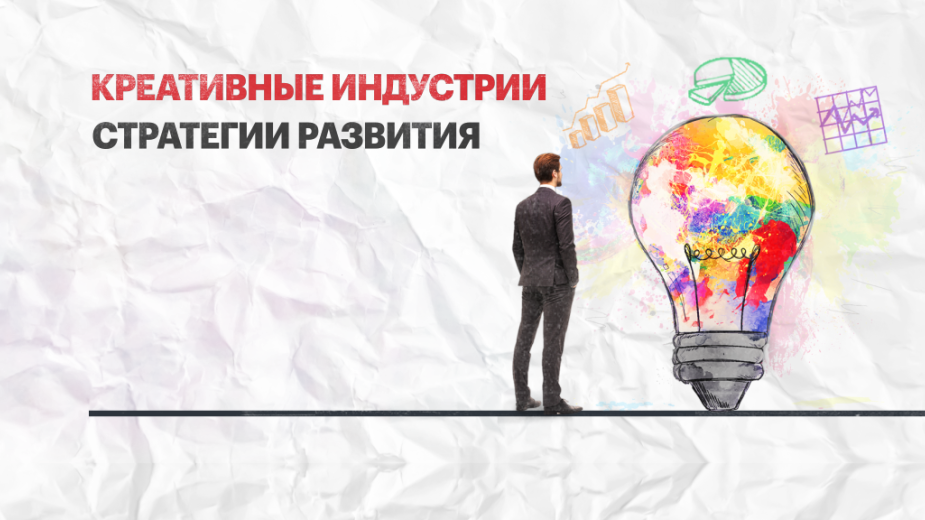 КРЕАТИВНЫЕ ИНДУСТРИИ
СТРАТЕГИИ РАЗВИТИЯ